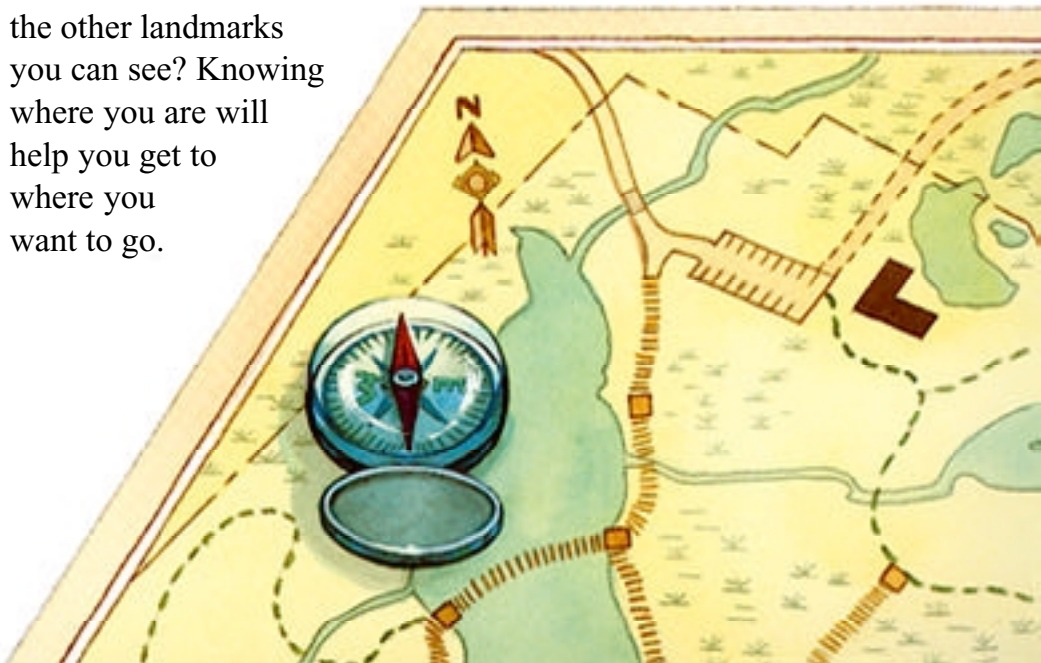 the other landmarks
you can see? Knowing
where you are will
help you get to
where you
want to go.
N
W E